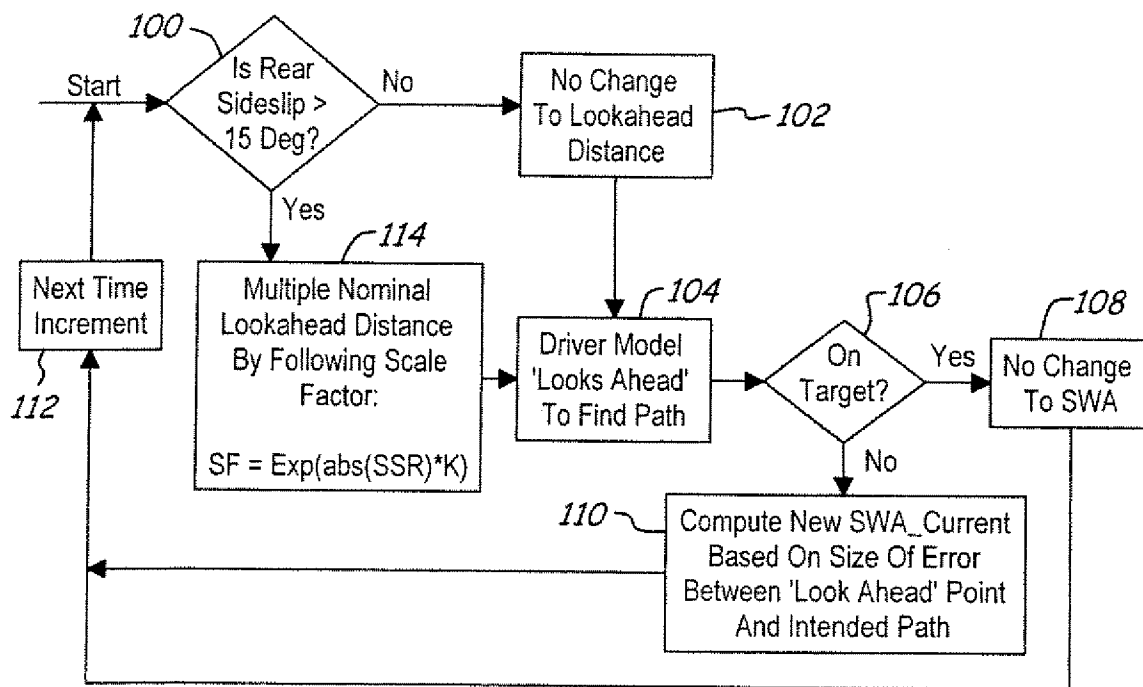 100
Start
Is Rear
Sideslip >
15 Deg?
No
No Change
To Lookahead
Distance
102
Yes
114
Next Time
Increment
112
Multiple Nominal
Lookahead Distance
By Following Scale
Factor:
SF = Exp(abs(SSR)*K)
104
Driver Model
'Looks Ahead'
To Find Path
106
On
Target?
Yes
108
No Change
To SWA
No
110
Compute New SWA_Current
Based On Size Of Error
Between 'Look Ahead' Point
And Intended Path